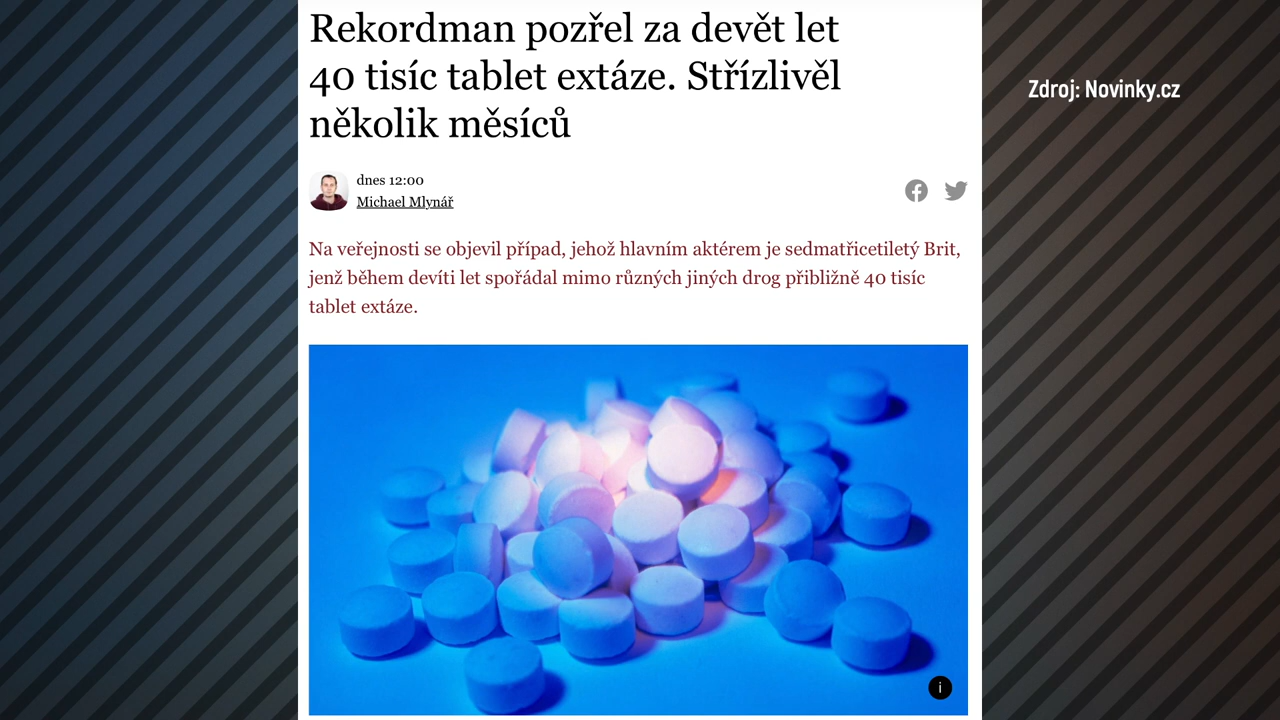 Rekordman pozřel za devět let
40 tisíc tablet extáze. Střízlivěl
několik měsíců
Zdroj: Novinky.cz
dnes 12:00
Michael Mlynář
Na veřejnosti se objevil případ, jehož hlavním aktérem je sedmatřicetiletý Brit,
jenž během devíti let spořádal mimo různých jiných drog přibližně 40 tisíc
tablet extáze.
i